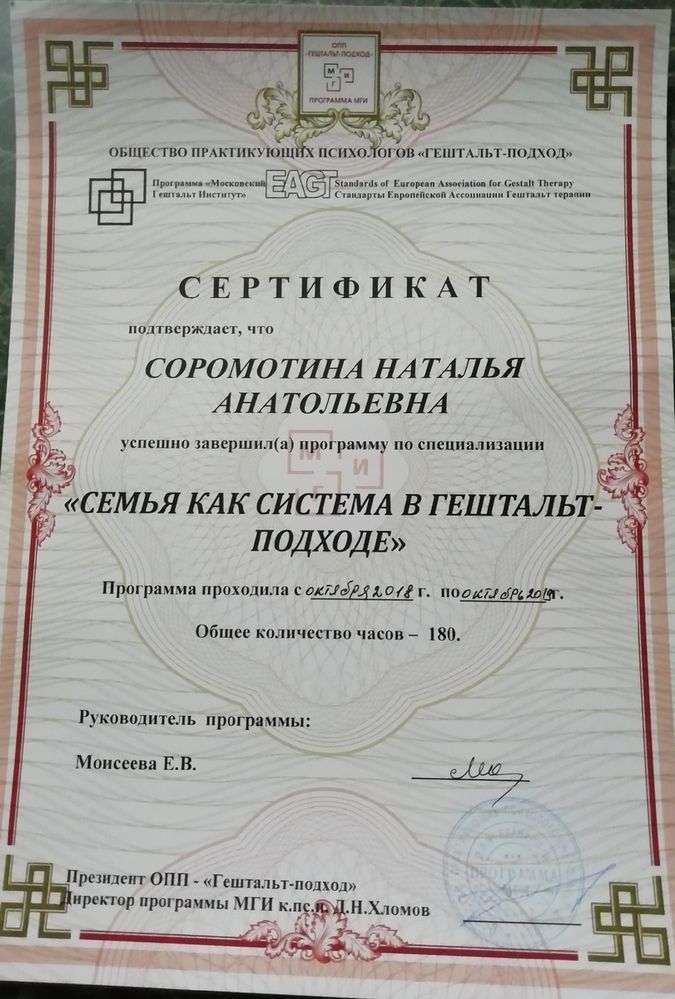 ОПП
«ГЕШТАЛЬТ-ПОДХОД»
М И
Г
ПРОГРАММА МГИ
ОБЩЕСТВО ПРАКТИКУЮЩИХ ПСИХОЛОГОВ «ГЕШТАЛЬТ-ПОДХОД»
Программа «Московский
Гештальт Институт»
EAGT
Standards of European Association for Gestalt Therapy
Стандарты Европейской Ассоциации Гештальт терапии
СЕРТИФИКАТ
подтверждает, что
СОРОМОТИНА НАТАЛЬЯ
АНАТОЛЬЕВНА
успешно завершил(а) программу по специализации
М И
Г
«СЕМЬЯ КАК СИСТЕМА В ГЕШТАЛЬТ-
ПОДХОДЕ»
Программа проходила с октября 2018 г. по октябрь 2019 г.
Общее количество часов – 180.
Руководитель программы:
Моисеева Е.В.
Президент ОПП - «Гештальт-подход»
Директор программы МГИ к.пс.н. Д.Н.Хломов
ПРОГРАММА